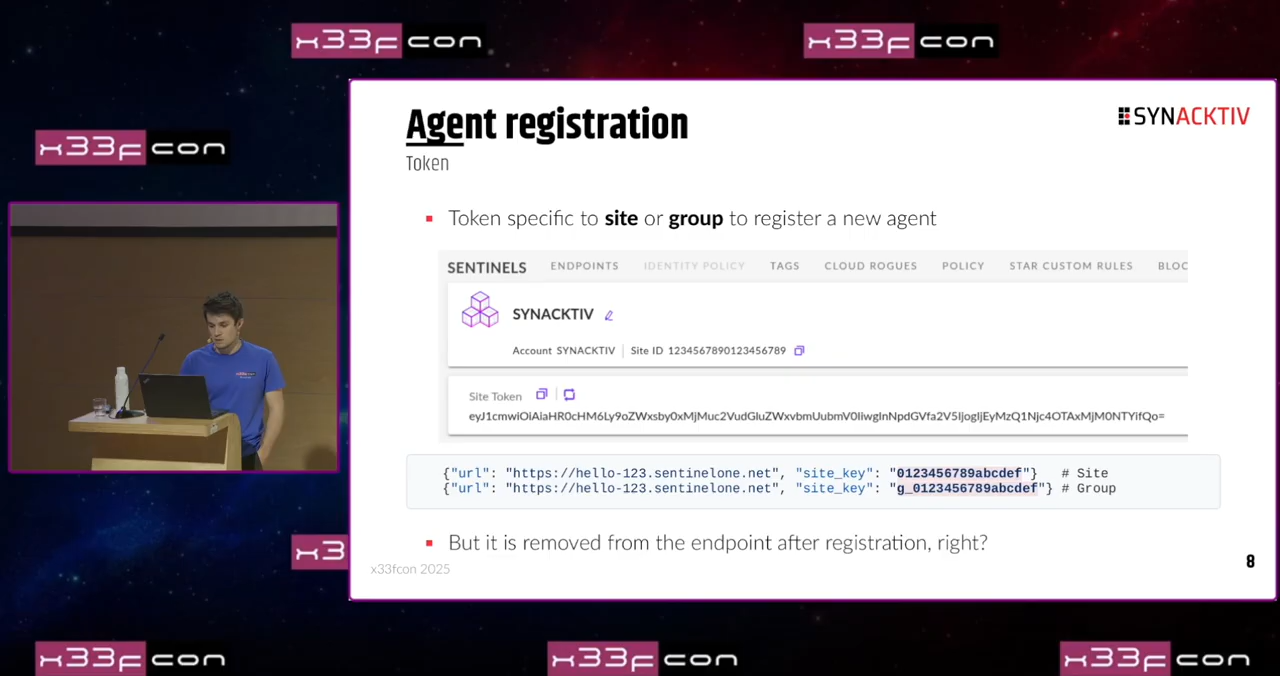 x33fcon
x33fcon
x33fcon
Agent registration
SYNACKTIV
Token
Token specific to site or group to register a new agent
SENTINELS ENDPOINTS IDENTITY POLICY TAGS CLOUD ROGUES POLICY STAR CUSTOM RULES BLOC
SYNACKTIV
Account SYNACKTIV Site ID 1234567890123456789
Site Token
eyJ1cmwiOiAiaHR0cHM6Ly9oZWxsby0xMjMuc2VudGluZWxvbmUubmV0IiwgInNpdGVfa2V5IjogIjEyMzQ1Njc4OTAxMjM0NTYifQo=
{"url": "https://hello-123.sentinelone.net", "site_key": "0123456789abcdef"} # Site
{"url": "https://hello-123.sentinelone.net", "site_key": "g_0123456789abcdef"} # Group
But it is removed from the endpoint after registration, right?
x3
x33fcon 2025
8
x33fcon
x33fcon
x33fcon